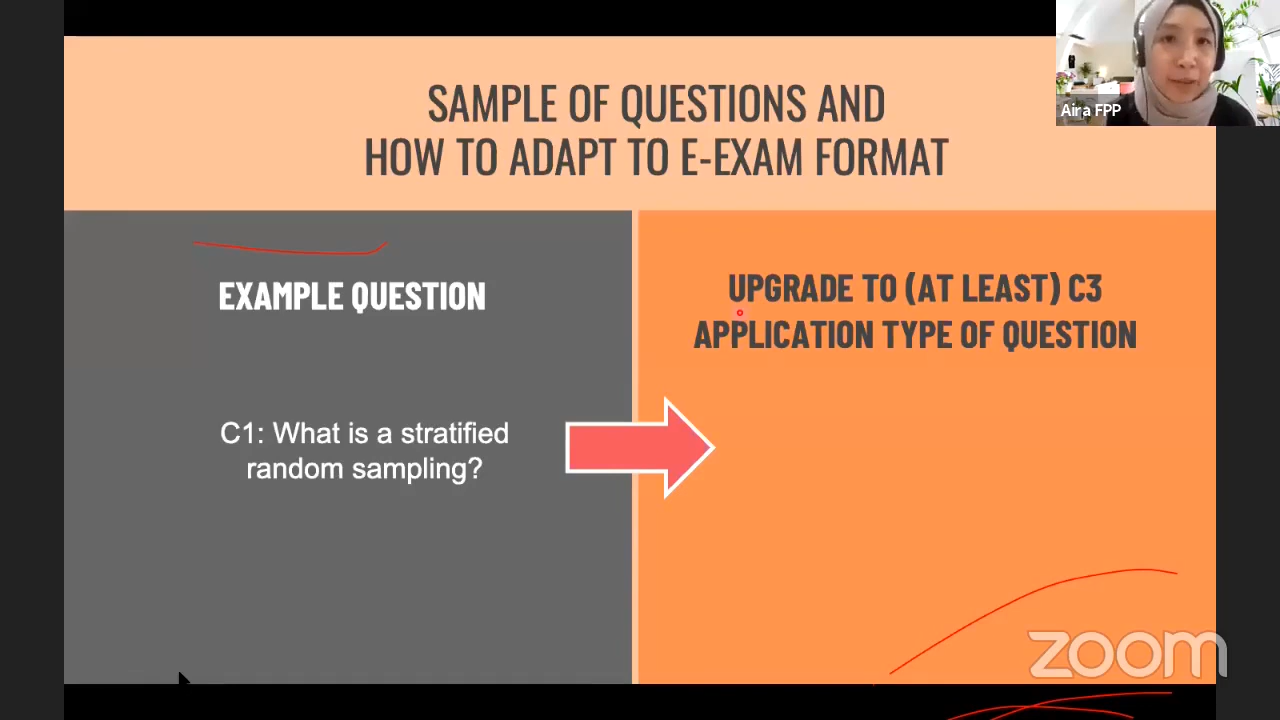 SAMPLE OF QUESTIONS AND
HOW TO ADAPT TO E-EXAM FORMAT
Aira FPP
EXAMPLE QUESTION
C1: What is a stratified
random sampling?
UPGRADE TO (AT LEAST) C3
APPLICATION TYPE OF QUESTION
zoom